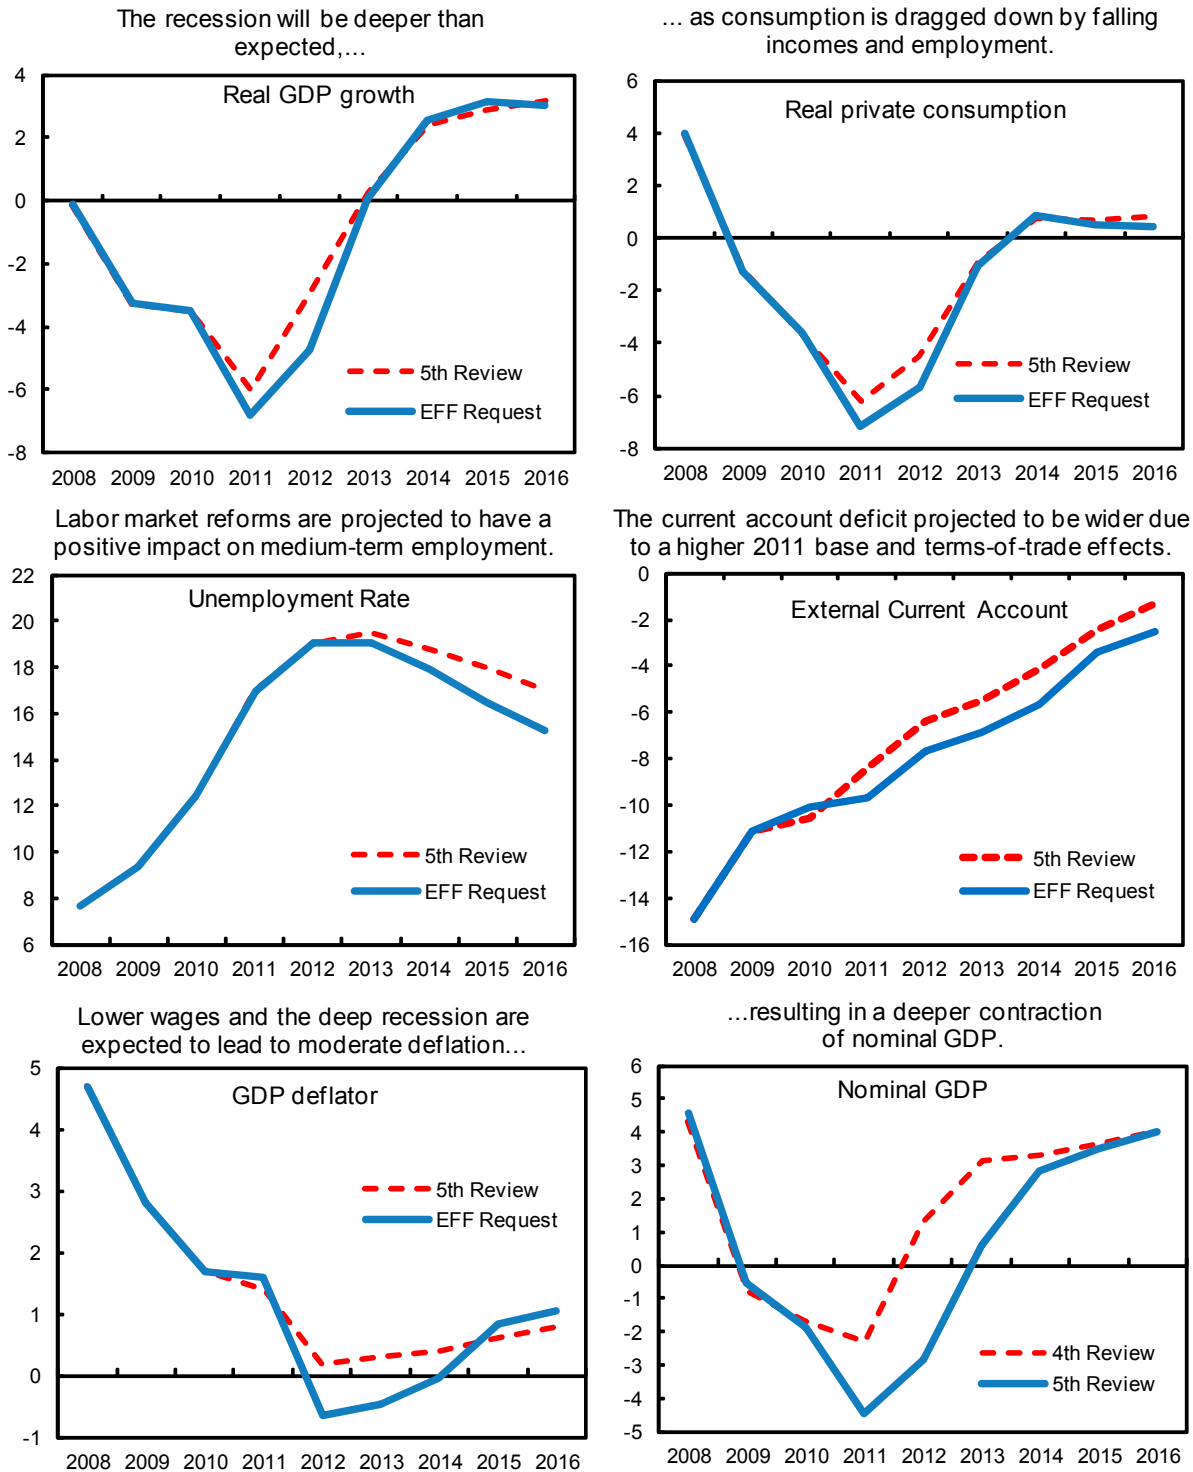 The recession will be deeper than
expected,...
Real GDP growth
4
2
0
-2
-4
-6
-8
5th Review
EFF Request
2008 2009 2010 2011 2012 2013 2014 2015 2016
... as consumption is dragged down by falling
incomes and employment.
Real private consumption
6
4
2
0
-2
-4
-6
-8
5th Review
EFF Request
2008 2009 2010 2011 2012 2013 2014 2015 2016
Labor market reforms are projected to have a
positive impact on medium-term employment.
Unemployment Rate
22
20
18
16
14
12
10
8
6
5th Review
EFF Request
2008 2009 2010 2011 2012 2013 2014 2015 2016
The current account deficit projected to be wider due
to a higher 2011 base and terms-of-trade effects.
External Current Account
0
-2
-4
-6
-8
-10
-12
-14
-16
5th Review
EFF Request
2008 2009 2010 2011 2012 2013 2014 2015 2016
Lower wages and the deep recession are
expected to lead to moderate deflation...
GDP deflator
5
4
3
2
1
0
-1
5th Review
EFF Request
2008 2009 2010 2011 2012 2013 2014 2015 2016
...resulting in a deeper contraction
of nominal GDP.
Nominal GDP
6
5
4
3
2
1
0
-1
-2
-3
-4
-5
4th Review
5th Review
2008 2009 2010 2011 2012 2013 2014 2015 2016